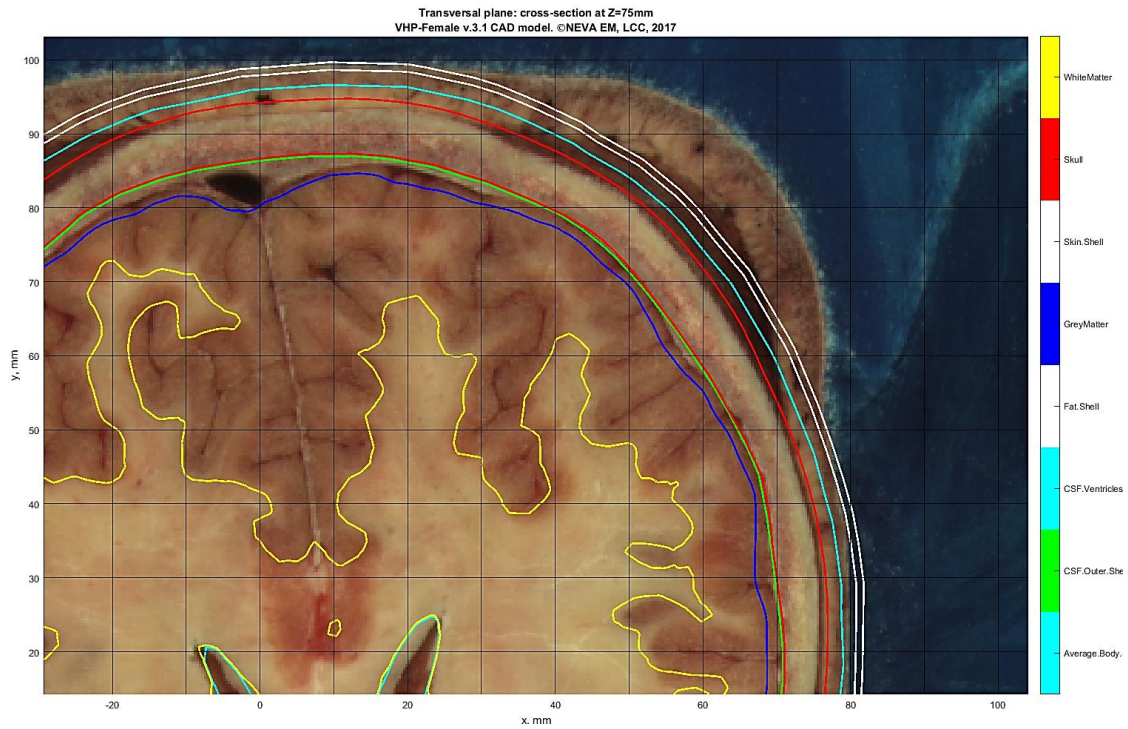 Transversal plane: cross-section at Z=75mm
VHP-Female v.3.1 CAD model. ©NEVA EM, LCC, 2017
100
90
80
70
60
50
40
30
20
y, mm
-20 0 20 40 60 80 100
x. mm
WhiteMatter
Skull
Skin.Shell
GreyMatter
Fat.Shell
CSF.Ventricles
CSF.Outer.She
Average.Body.